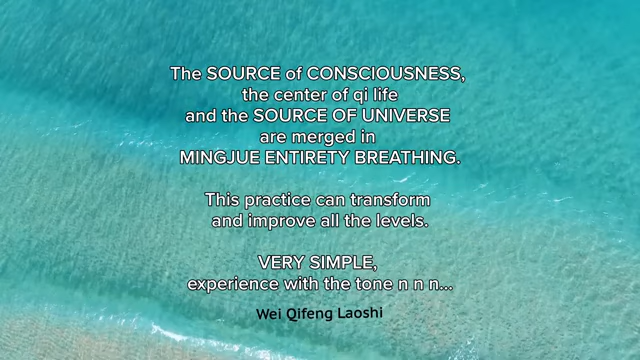 The SOURCE of CONSCIOUSNESS,
the center of qi life
and the SOURCE OF UNIVERSE
are merged in
MINGJUE ENTIRETY BREATHING.
This practice can transform
and improve all the levels.
VERY SIMPLE,
experience with the tone n n n...
Wei Qifeng Laoshi